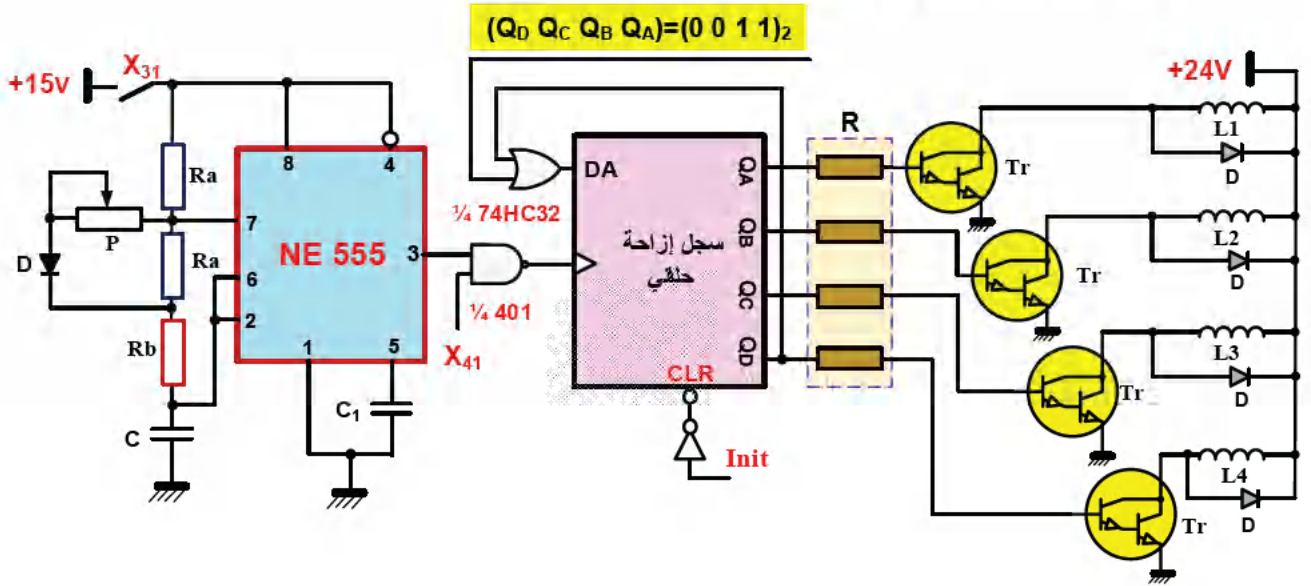 (QD QC QB QA)=(0 0 1 1)2
+15v
X31
+24V
Ra
8
4
L1
D
Tr
R
DA
QA
¼ 74HC32
7
P
D
Ra
NE 555
3
سجل إزاحة
حلقي
QB
L2
D
Tr
6
2
¼ 401
X41
QC
Rb
1
5
QD
CLR
L3
D
Tr
C
C1
Init
L4
D
Tr